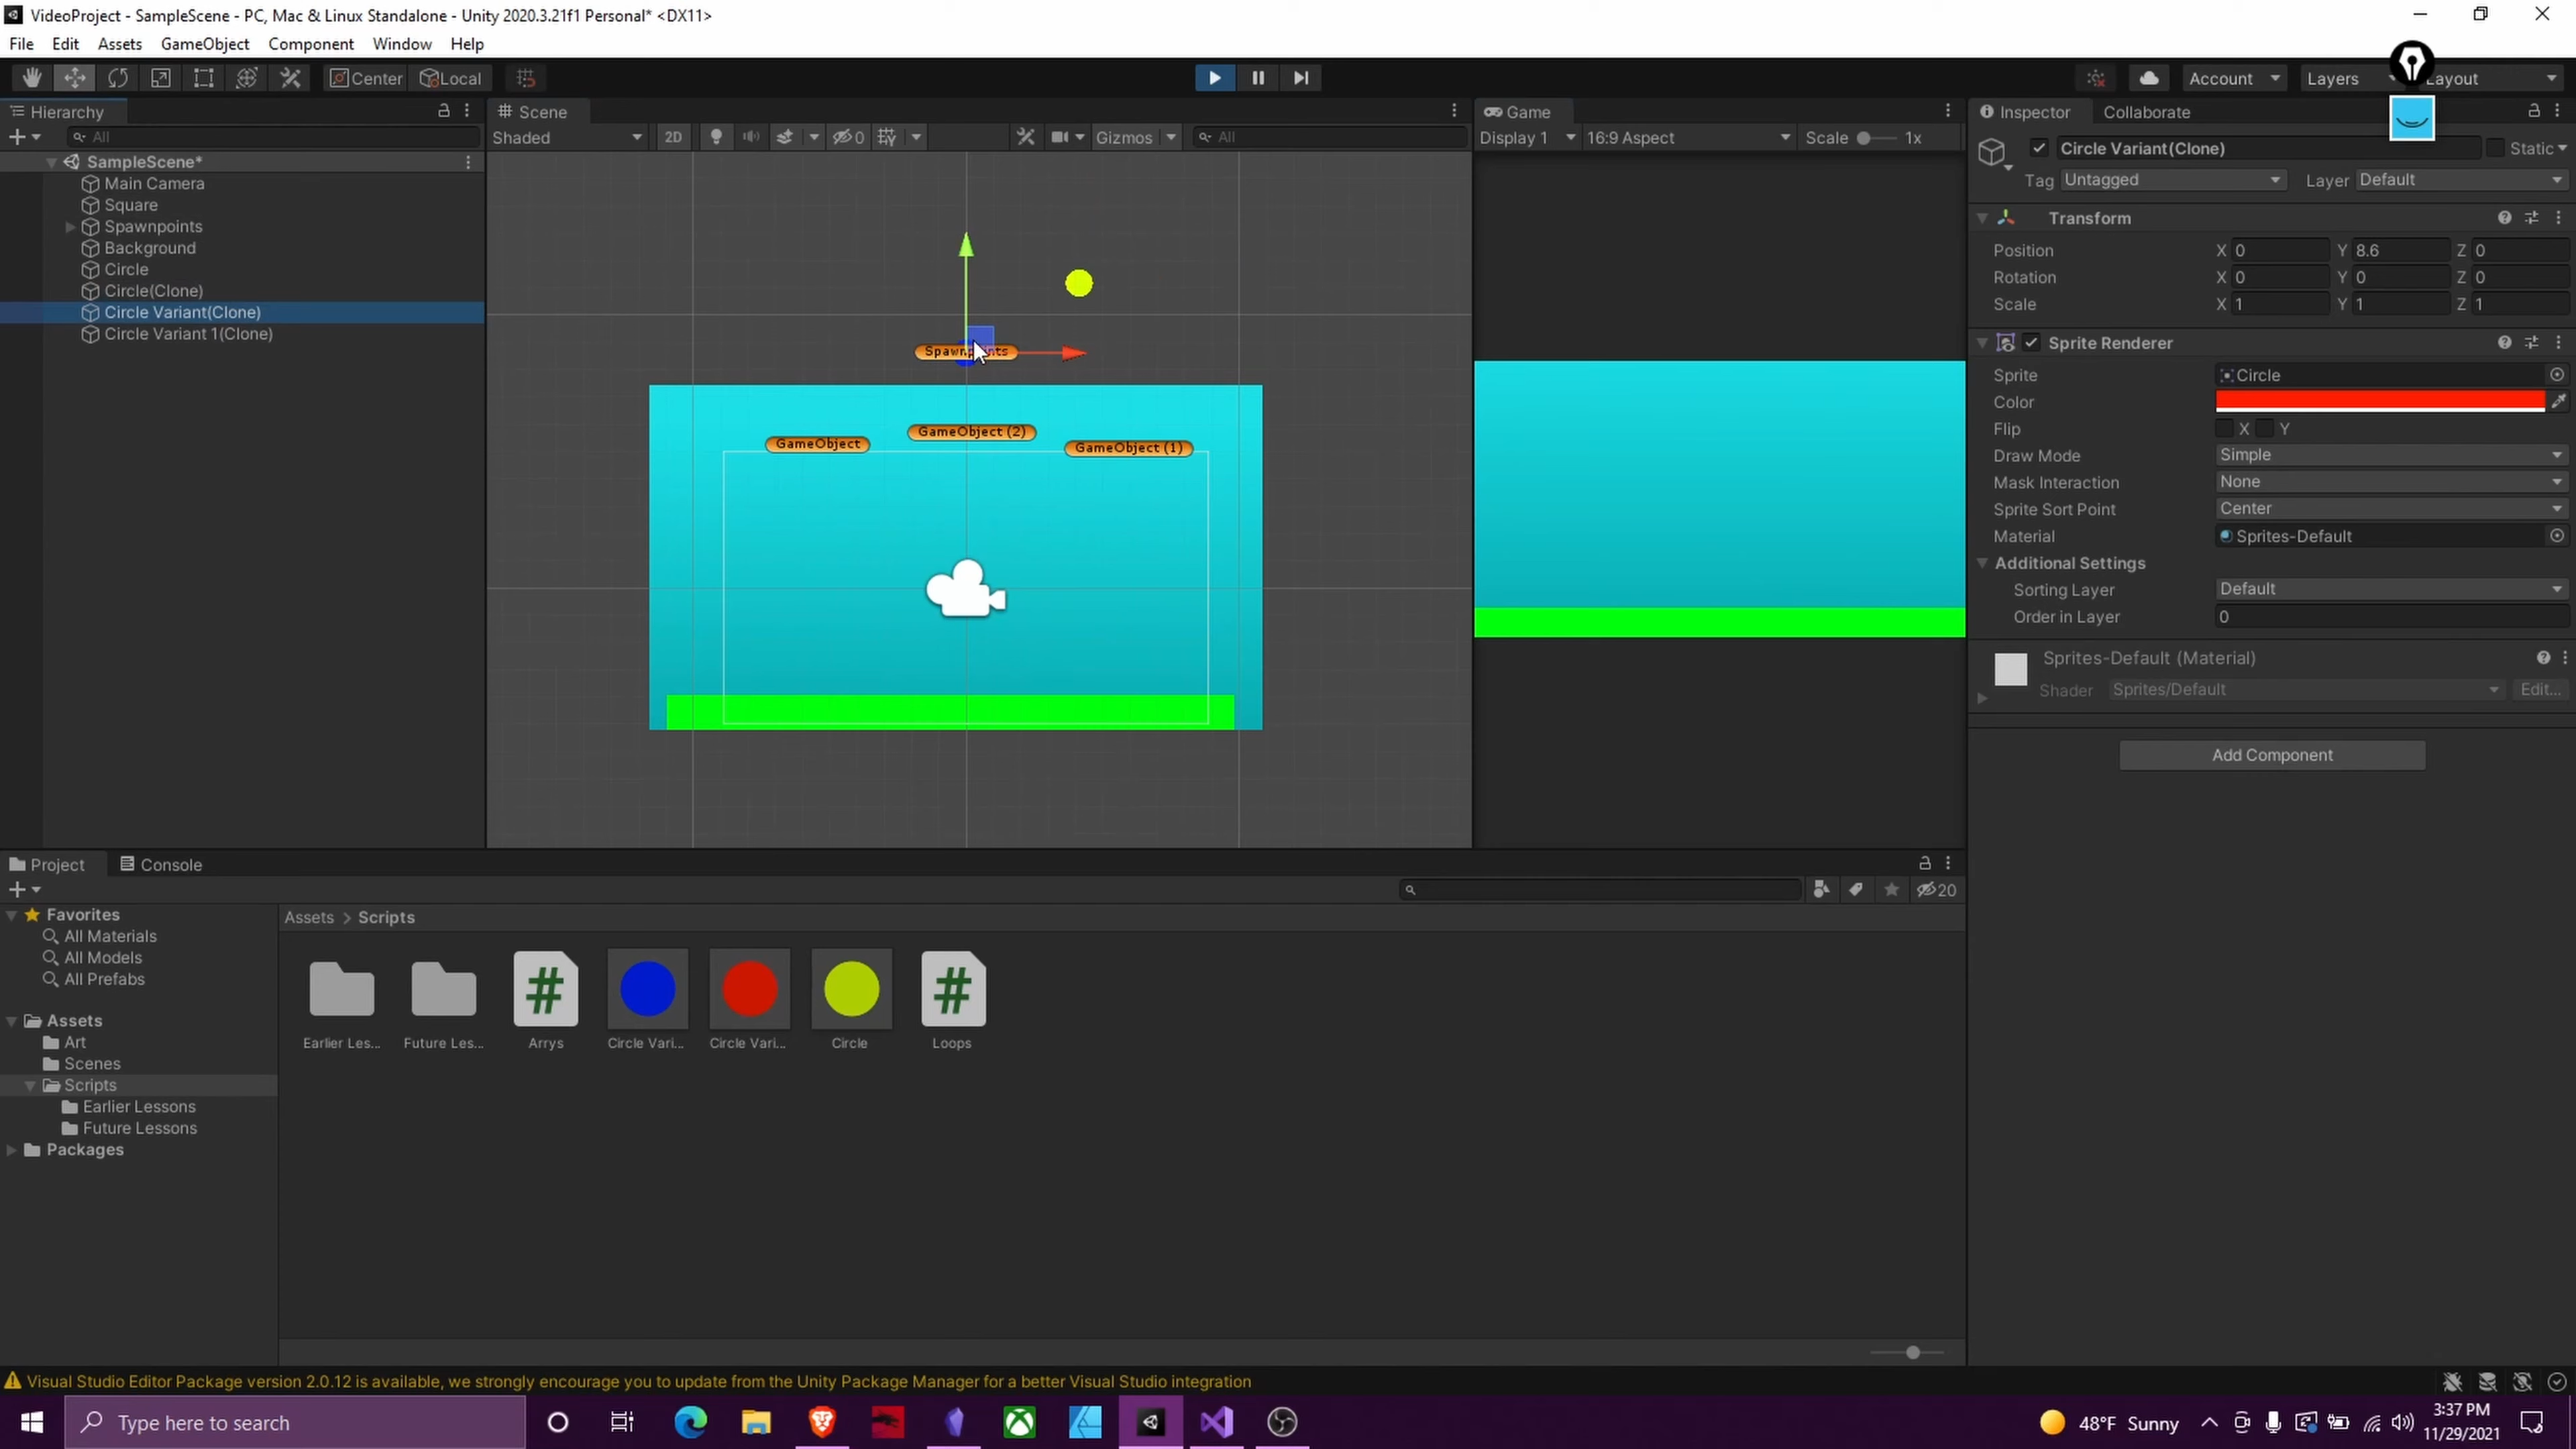 VideoProject - SampleScene - PC, Mac & Linux Standalone - Unity 2020.3.21f1 Personal* <DX11>
File Edit Assets GameObject Component Window Help
Center Local Account Layers Layout
Hierarchy
All
SampleScene*
Main Camera
Square
Spawnpoints
Background
Circle
Circle(Clone)
Circle Variant(Clone)
Circle Variant 1(Clone)
Scene
Shaded 2D 0 Gizmos All
Spawnpoints
GameObject GameObject (2) GameObject (1)
Game
Display 1 16:9 Aspect Scale 1x
Inspector Collaborate
Circle Variant(Clone) Static
Tag Untagged Layer Default
Transform
Position X 0 Y 8.6 Z 0
Rotation X 0 Y 0 Z 0
Scale X 1 Y 1 Z 1
Sprite Renderer
Sprite Circle
Color
Flip X Y
Draw Mode Simple
Mask Interaction None
Sprite Sort Point Center
Material Sprites-Default
Additional Settings
Sorting Layer Default
Order in Layer 0
Sprites-Default (Material)
Shader Sprites/Default Edit...
Add Component
Project Console
20
Favorites
All Materials
All Models
All Prefabs
Assets
Art
Scenes
Scripts
Earlier Lessons
Future Lessons
Packages
Assets > Scripts
Earlier Les... Future Les... Arrys Circle Vari... Circle Vari... Circle Loops
Visual Studio Editor Package version 2.0.12 is available, we strongly encourage you to update from the Unity Package Manager for a better Visual Studio integration
Type here to search
48°F Sunny
3:37 PM
11/29/2021